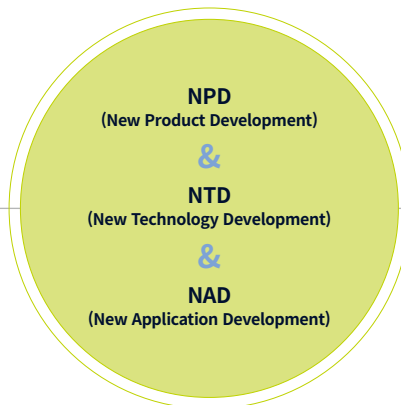 NPD
(New Product Development)
&
NTD
(New Technology Development)
&
NAD
(New Application Development)